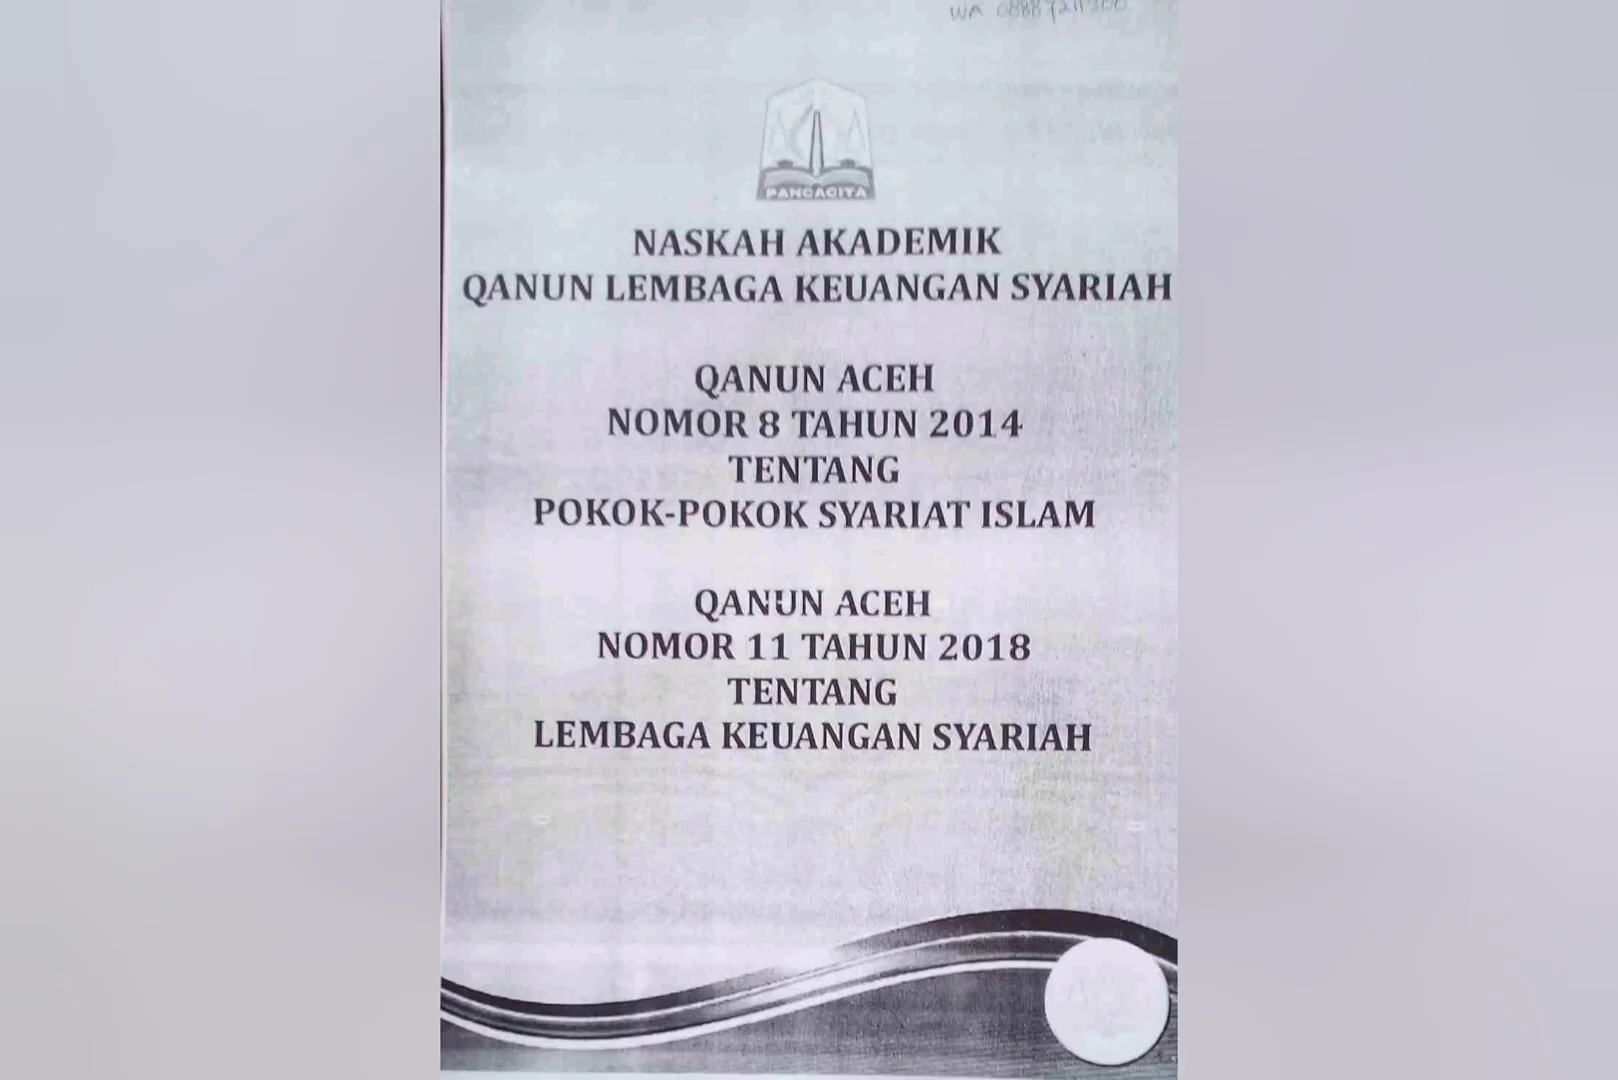 WA
PANCACITA
NASKAH AKADEMIK
QANUN LEMBAGA KEUANGAN SYARIAH
QANUN ACEH
NOMOR 8 TAHUN 2014
TENTANG
POKOK-POKOK SYARIAT ISLAM
QANUN ACEH
NOMOR 11 TAHUN 2018
TENTANG
LEMBAGA KEUANGAN SYARIAH